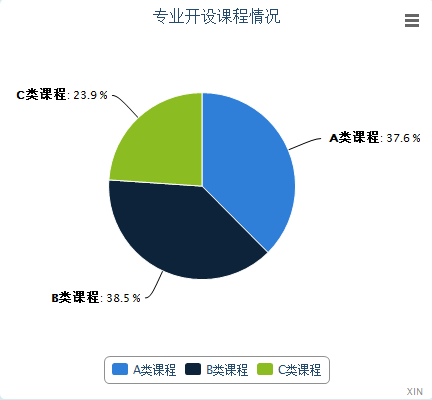 专业开设课程情况
C类课程: 23.9 %
A类课程: 37.6 %
B类课程: 38.5 %
A类课程 B类课程 C类课程
XIN